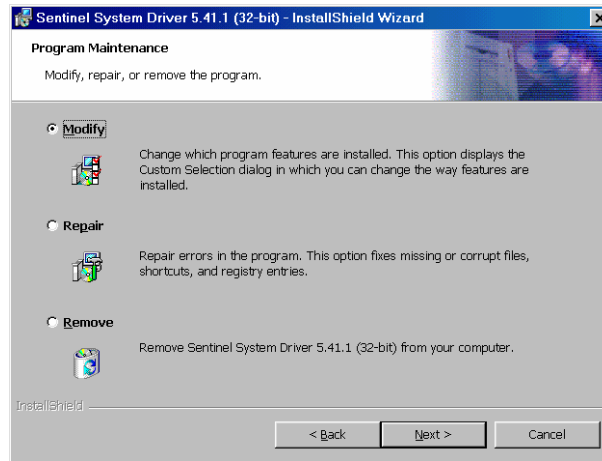 Sentinel System Driver 5.41.1 (32-bit) - InstallShield Wizard
Program Maintenance
Modify, repair, or remove the program.
Modify
Change which program features are installed. This option displays the
Custom Selection dialog in which you can change the way features are
installed.
Repair
Repair errors in the program. This option fixes missing or corrupt files,
shortcuts, and registry entries.
Remove
Remove Sentinel System Driver 5.41.1 (32-bit) from your computer.
InstallShield
< Back
Next >
Cancel